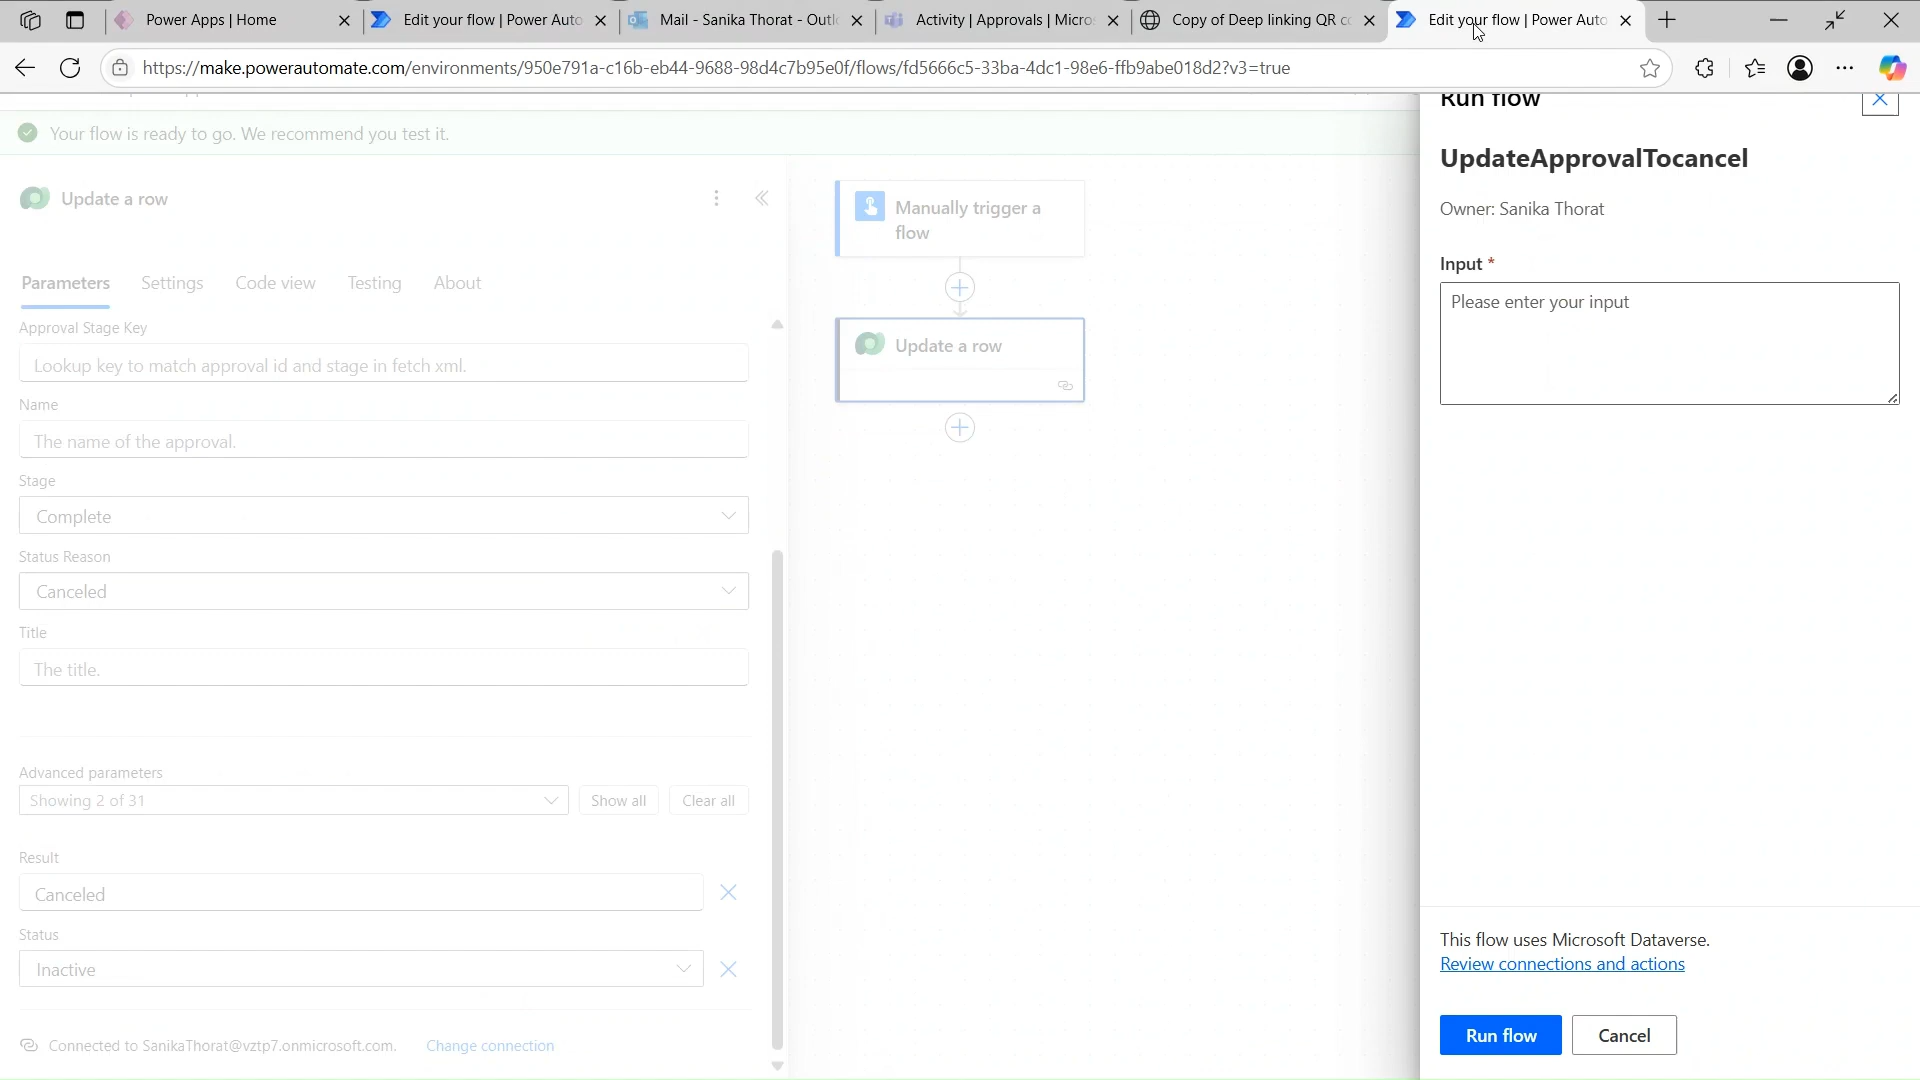 Power Apps | Home
Edit your flow | Power Auto
Mail - Sanika Thorat - Outl
Activity | Approvals | Micros
Copy of Deep linking QR co
Edit your flow | Power Auto
https://make.powerautomate.com/environments/950e791a-c16b-eb44-9688-98d4c7b95e0f/flows/fd5666c5-33ba-4dc1-98e6-ffb9abe018d2?v3=true
Your flow is ready to go. We recommend you test it.
Update a row
Parameters
Settings
Code view
Testing
About
Approval Stage Key
Lookup key to match approval id and stage in fetch xml.
Name
The name of the approval.
Stage
Complete
Status Reason
Canceled
Title
The title.
Advanced parameters
Showing 2 of 31
Show all
Clear all
Result
Canceled
Status
Inactive
Connected to SanikaThorat@vztp7.onmicrosoft.com.
Change connection
Manually trigger a
flow
Update a row
Run flow
UpdateApprovalTocancel
Owner: Sanika Thorat
Input *
Please enter your input
This flow uses Microsoft Dataverse.
Review connections and actions
Run flow
Cancel